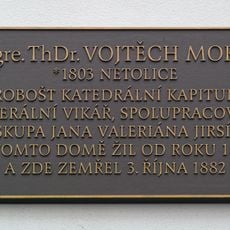 gre. ThDr. VOJTĚCH MO
*1803 NETOLICE
ROBOŠT KATEDRÁLNÍ KAPITU
ERÁLNÍ VIKÁŘ, SPOLUPRACOV
SKUPA JANA VALERIÁNA JIRSÍ
TOMTO DOMĚ ŽIL OD ROKU 1
A ZDE ZEMŘEL 3. ŘÍJNA 1882